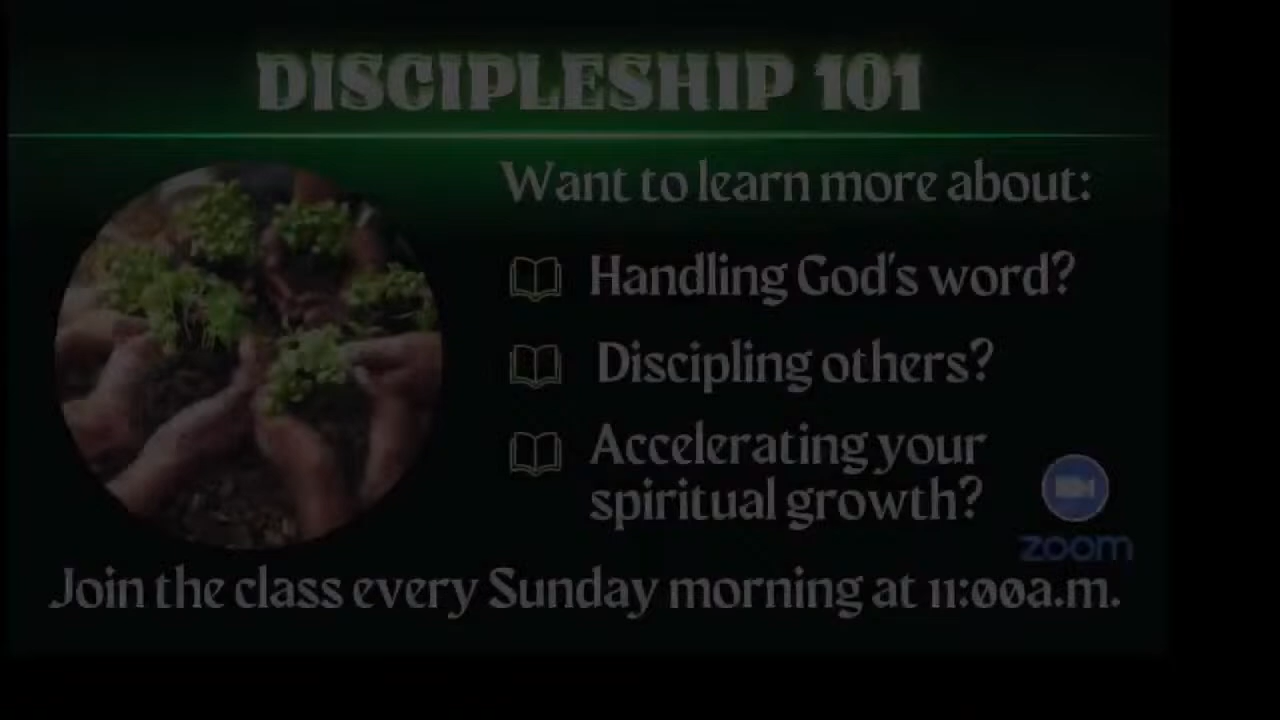 DISCIPLESHIP 101
Want to learn more about:
Handling God's word?
Discipling others?
Accelerating your
spiritual growth?
zoom
Join the class every Sunday morning at 11:00a.m.